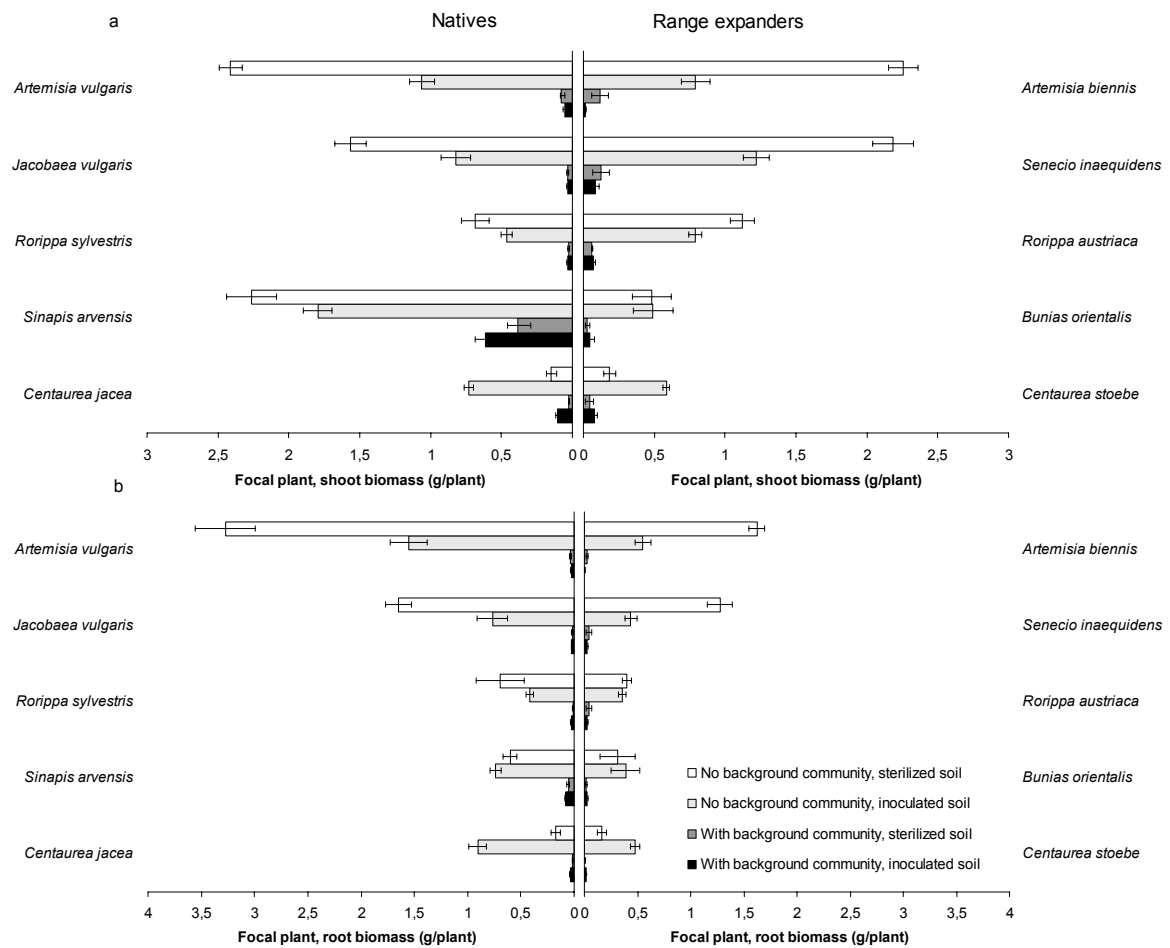 a
Natives
Range expanders
Artemisia vulgaris
Artemisia biennis
Jacobaea vulgaris
Senecio inaequidens
Rorippa sylvestris
Rorippa austriaca
Sinapis arvensis
Bunias orientalis
Centaurea jacea
Centaurea stoebe
3 2,5 2 1,5 1 0,5 0 0 0,5 1 1,5 2 2,5 3
Focal plant, shoot biomass (g/plant)
Focal plant, shoot biomass (g/plant)
b
Artemisia vulgaris
Artemisia biennis
Jacobaea vulgaris
Senecio inaequidens
Rorippa sylvestris
Rorippa austriaca
Sinapis arvensis
Bunias orientalis
Centaurea jacea
Centaurea stoebe
No background community, sterilized soil
No background community, inoculated soil
With background community, sterilized soil
With background community, inoculated soil
4 3,5 3 2,5 2 1,5 1 0,5 0 0 0,5 1 1,5 2 2,5 3 3,5 4
Focal plant, root biomass (g/plant)
Focal plant, root biomass (g/plant)